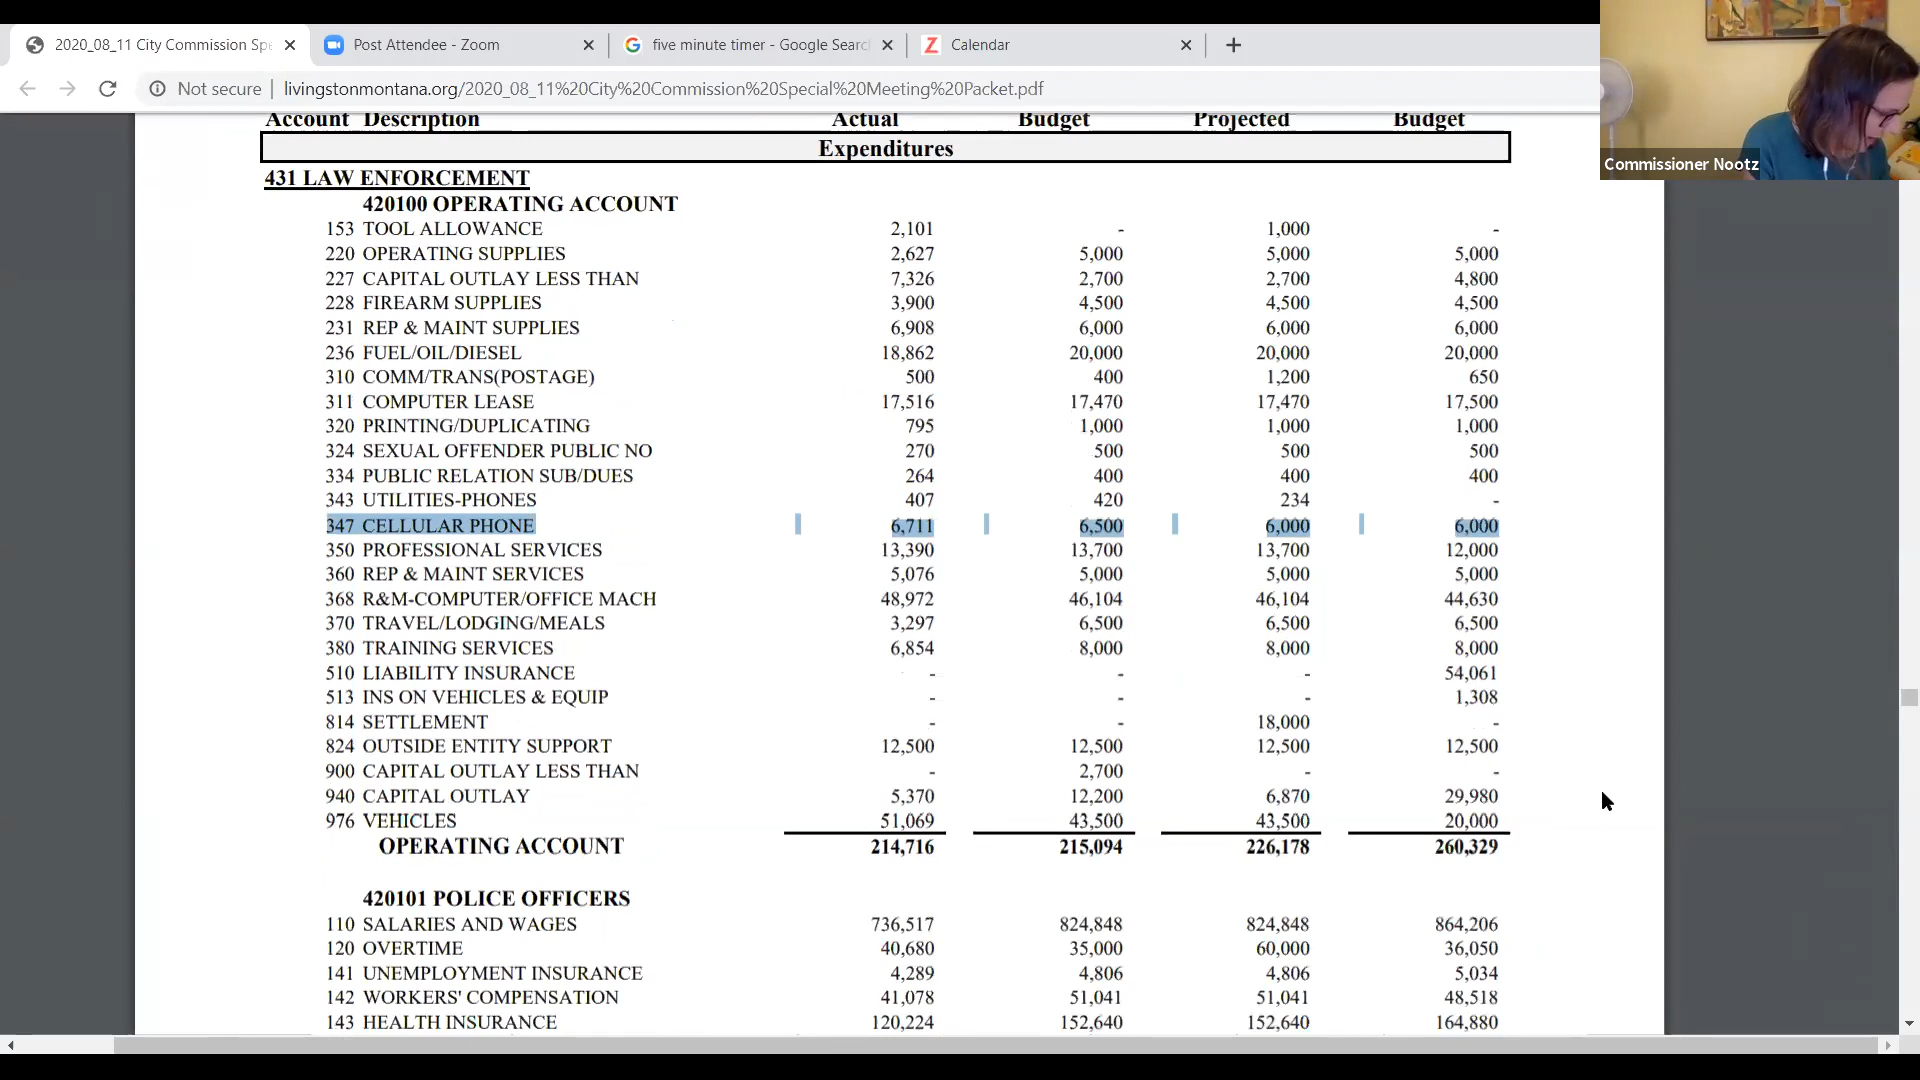 2020_08_11 City Commission Spe
Post Attendee - Zoom
five minute timer - Google Searc
Calendar
Not secure | livingstonmontana.org/2020_08_11%20City%20Commission%20Special%20Meeting%20Packet.pdf
Commissioner Nootz
Account Description Actual Budget Projected Budget
Expenditures
431 LAW ENFORCEMENT
420100 OPERATING ACCOUNT
153 TOOL ALLOWANCE 2,101 - 1,000 -
220 OPERATING SUPPLIES 2,627 5,000 5,000 5,000
227 CAPITAL OUTLAY LESS THAN 7,326 2,700 2,700 4,800
228 FIREARM SUPPLIES 3,900 4,500 4,500 4,500
231 REP & MAINT SUPPLIES 6,908 6,000 6,000 6,000
236 FUEL/OIL/DIESEL 18,862 20,000 20,000 20,000
310 COMM/TRANS(POSTAGE) 500 400 1,200 650
311 COMPUTER LEASE 17,516 17,470 17,470 17,500
320 PRINTING/DUPLICATING 795 1,000 1,000 1,000
324 SEXUAL OFFENDER PUBLIC NO 270 500 500 500
334 PUBLIC RELATION SUB/DUES 264 400 400 400
343 UTILITIES-PHONES 407 420 234 -
347 CELLULAR PHONE 6,711 6,500 6,000 6,000
350 PROFESSIONAL SERVICES 13,390 13,700 13,700 12,000
360 REP & MAINT SERVICES 5,076 5,000 5,000 5,000
368 R&M-COMPUTER/OFFICE MACH 48,972 46,104 46,104 44,630
370 TRAVEL/LODGING/MEALS 3,297 6,500 6,500 6,500
380 TRAINING SERVICES 6,854 8,000 8,000 8,000
510 LIABILITY INSURANCE - - - 54,061
513 INS ON VEHICLES & EQUIP - - - 1,308
814 SETTLEMENT - - 18,000 -
824 OUTSIDE ENTITY SUPPORT 12,500 12,500 12,500 12,500
900 CAPITAL OUTLAY LESS THAN - 2,700 - -
940 CAPITAL OUTLAY 5,370 12,200 6,870 29,980
976 VEHICLES 51,069 43,500 43,500 20,000
OPERATING ACCOUNT 214,716 215,094 226,178 260,329
420101 POLICE OFFICERS
110 SALARIES AND WAGES 736,517 824,848 824,848 864,206
120 OVERTIME 40,680 35,000 60,000 36,050
141 UNEMPLOYMENT INSURANCE 4,289 4,806 4,806 5,034
142 WORKERS' COMPENSATION 41,078 51,041 51,041 48,518
143 HEALTH INSURANCE 120,224 152,640 152,640 164,880